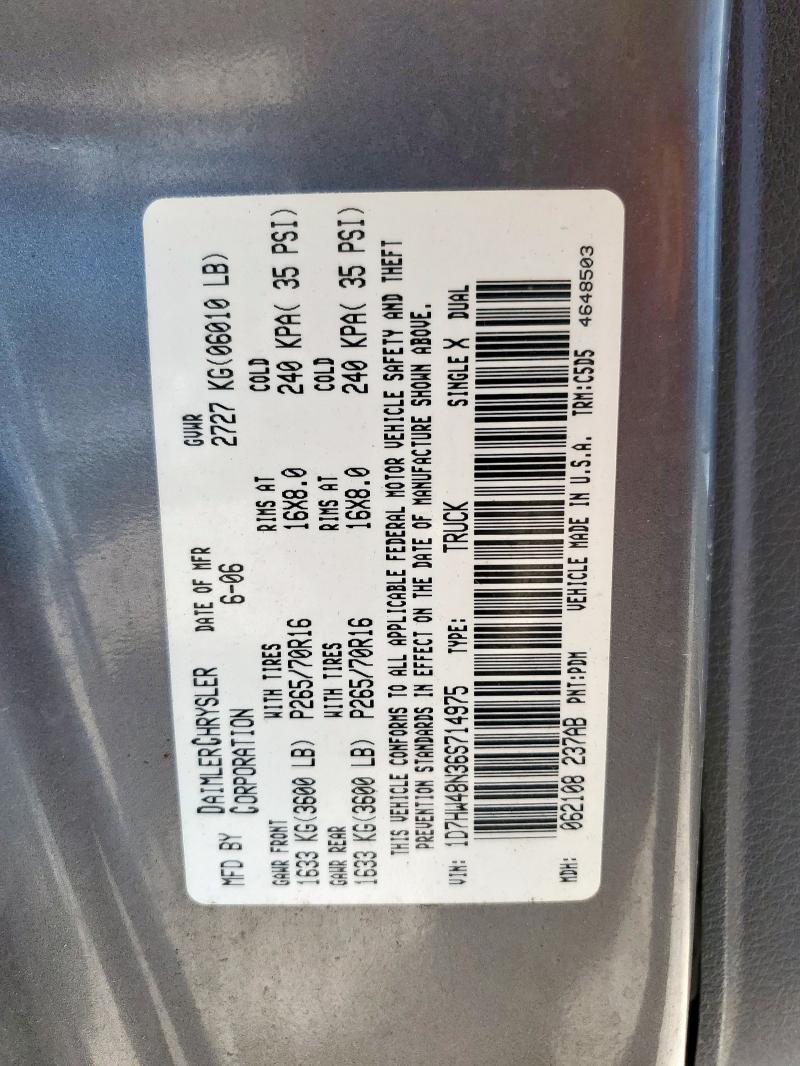 MFD BY DAIMLERCHRYSLER DATE OF MFR GVWR
CORPORATION 6-06 2727 KG(06010 LB)
GAWR FRONT WITH TIRES RIMS AT COLD
1633 KG(3600 LB) P265/70R16 16X8.0 240 KPA( 35 PSI)
GAWR REAR WITH TIRES RIMS AT COLD
1633 KG(3600 LB) P265/70R16 16X8.0 240 KPA( 35 PSI)
THIS VEHICLE CONFORMS TO ALL APPLICABLE FEDERAL MOTOR VEHICLE SAFETY AND THEFT
PREVENTION STANDARDS IN EFFECT ON THE DATE OF MANUFACTURE SHOWN ABOVE.
VIN: 1D7HW48N36S714975 TYPE: TRUCK SINGLE X DUAL
MDH: 062108 237AB PNT:PDM VEHICLE MADE IN U.S.A. TRM:C5D5 4648503